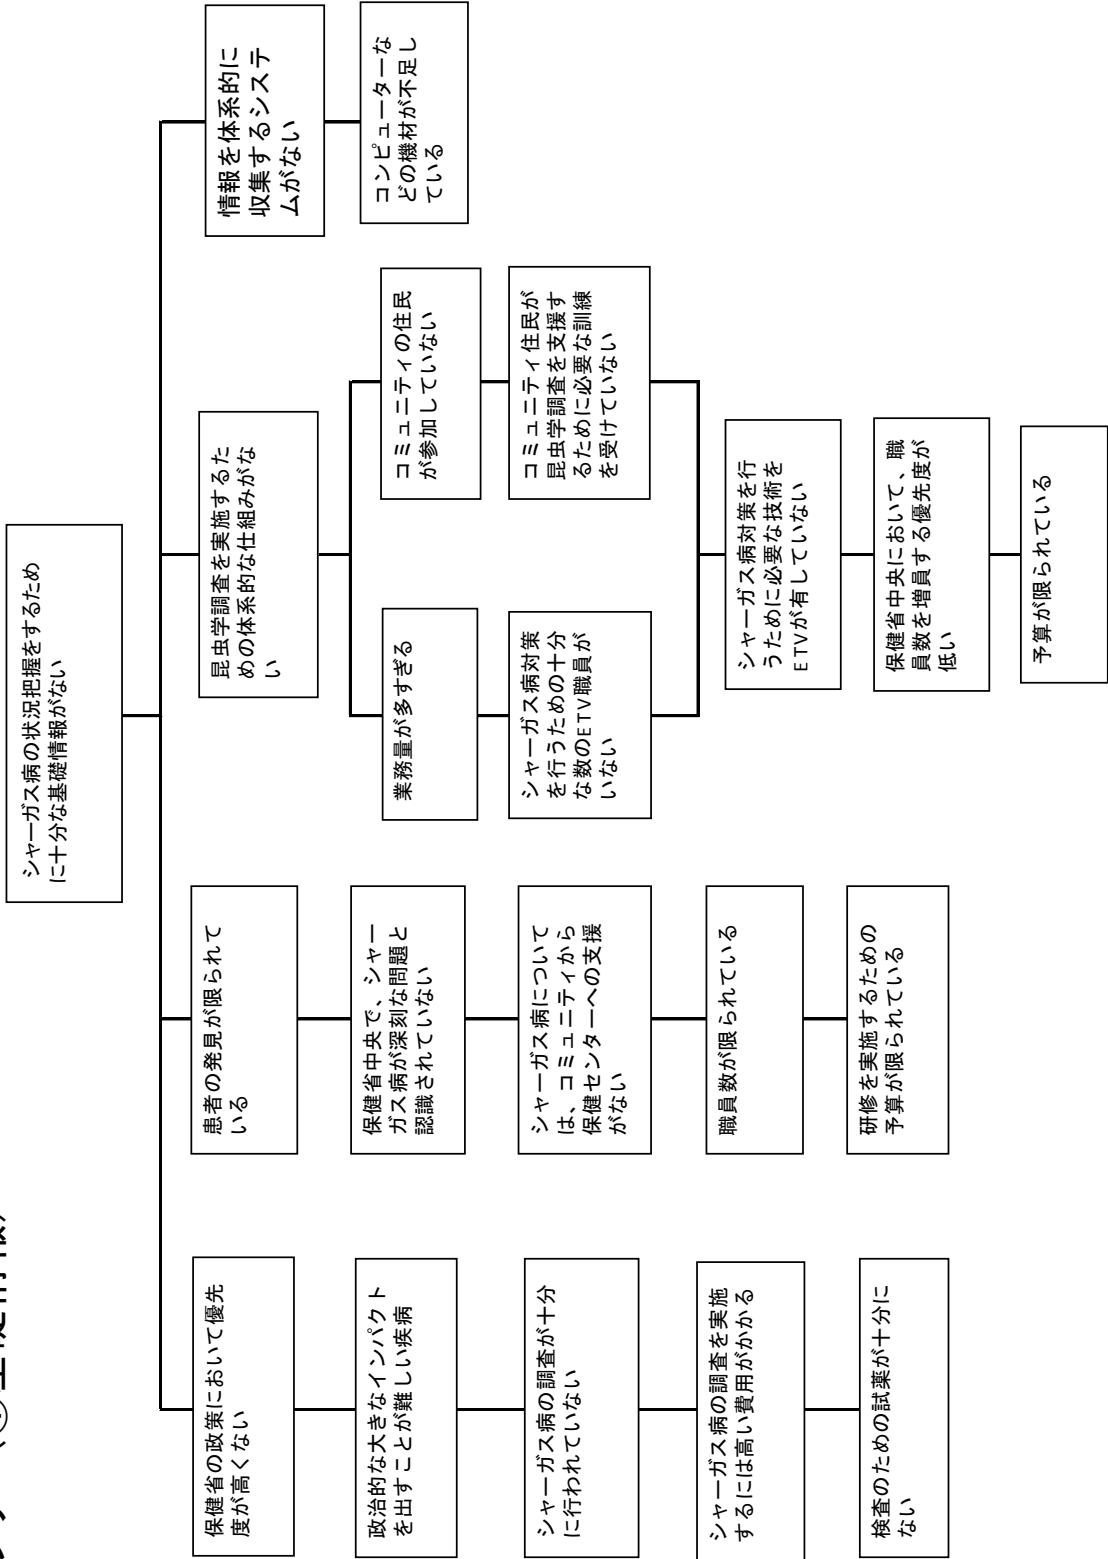 基礎情報
シャーガス病の状況把握をするため
に十分な基礎情報がない
保健省の政策において優先
度が高くない
政治的な大きなインパクト
を出すことが難しい疾病
シャーガス病の調査が十分
に行われていない
シャーガス病の調査を実施
するには高い費用がかかる
検査のための試薬が十分に
ない
患者の発見が限られて
いる
保健省中央で、シャー
ガス病が深刻な問題と
認識されていない
シャーガス病について
は、コミュニティから
保健センターへの支援
がない
職員数が限られている
研修を実施するための
予算が限られている
昆虫学調査を実施するた
めの体系的な仕組みがな
い
業務量が多すぎる
シャーガス病対策
を行うための十分
な数のETV職員が
いない
コミュニティの住民
が参加していない
コミュニティ住民が
昆虫学調査を支援す
るために必要な訓練
を受けていない
シャーガス病対策を行
うために必要な技術を
ETVが有していない
保健省中央において、職
員数を増員する優先度が
低い
予算が限られている
情報を体系的に
収集するシステ
ムがない
コンピューターな
どの機材が不足し
ている